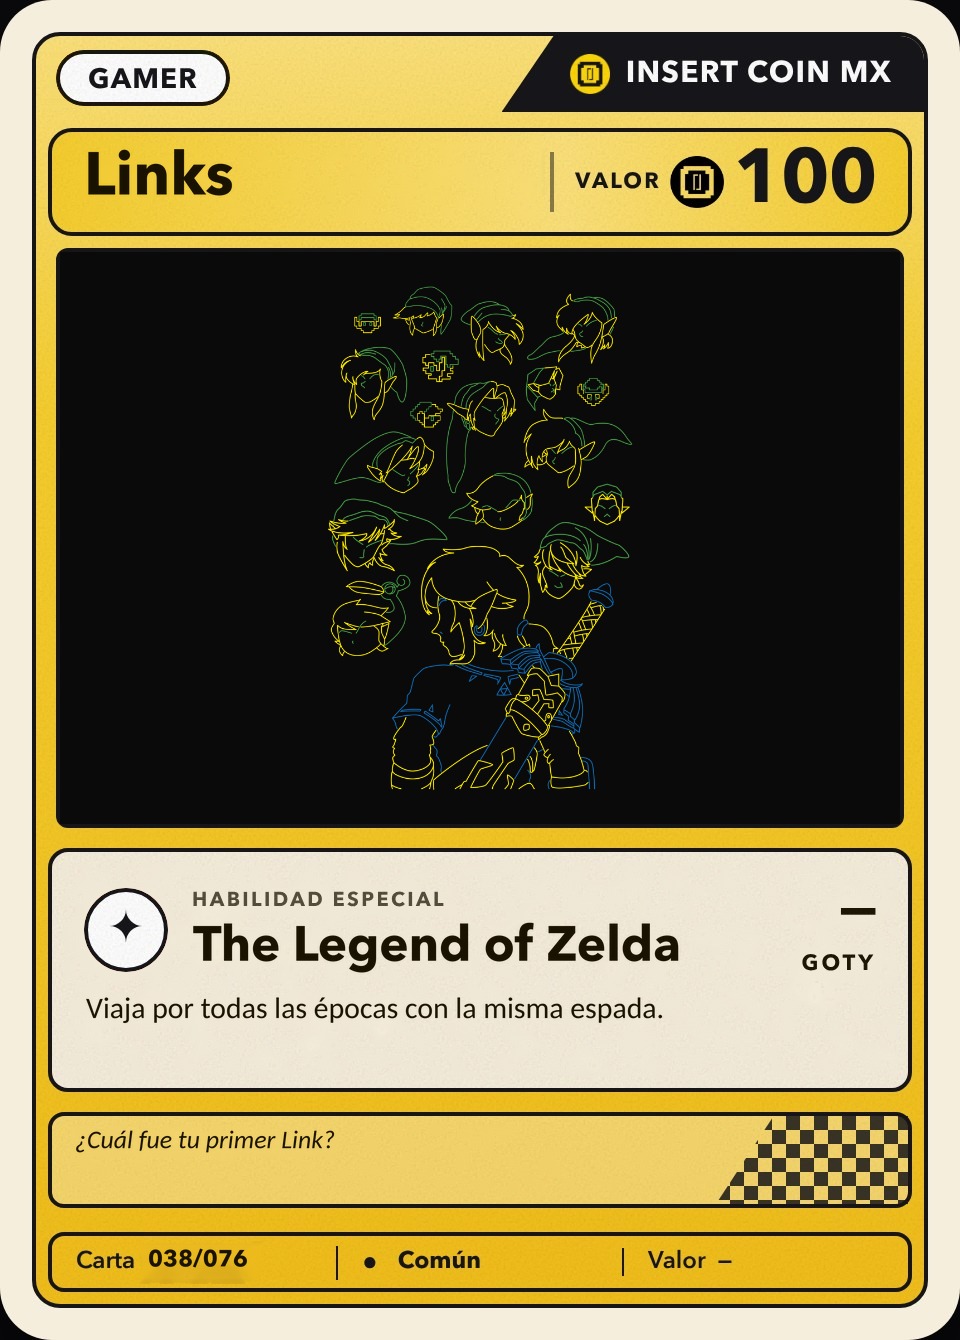 GAMER
INSERT COIN MX
Links
VALOR 100
HABILIDAD ESPECIAL
The Legend of Zelda
–
GOTY
Viaja por todas las épocas con la misma espada.
¿Cuál fue tu primer Link?
Carta 038/076
● Común
Valor –